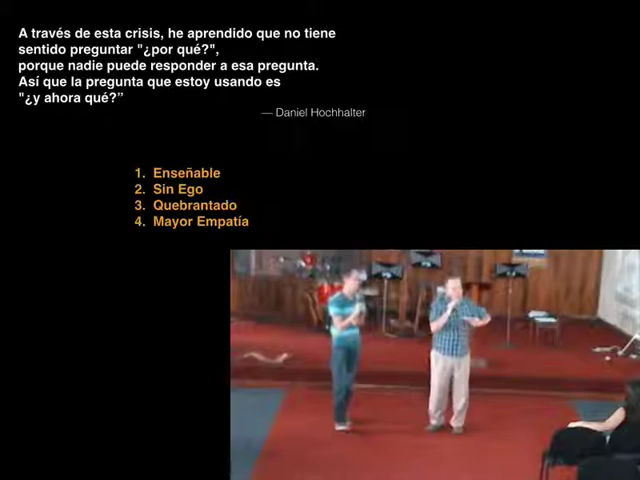 A través de esta crisis, he aprendido que no tiene
sentido preguntar "¿por qué?",
porque nadie puede responder a esa pregunta.
Así que la pregunta que estoy usando es
"¿y ahora qué?”
— Daniel Hochhalter
1. Enseñable
2. Sin Ego
3. Quebrantado
4. Mayor Empatía